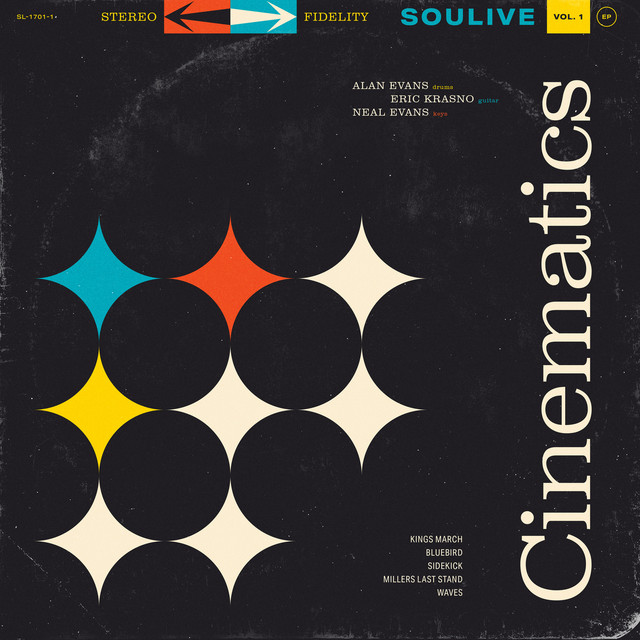 SL-1701-1•
STEREO FIDELITY
SOULIVE
VOL. 1
EP
ALAN EVANS drums
ERIC KRASNO guitar
NEAL EVANS keys
Cinematics
KINGS MARCH
BLUEBIRD
SIDEKICK
MILLERS LAST STAND
WAVES